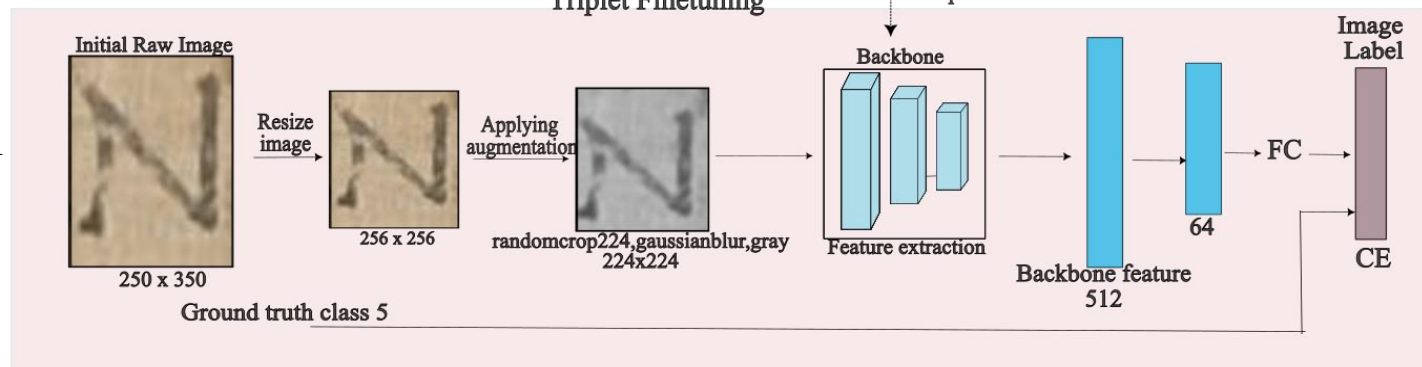 Triplet Finetuning
Initial Raw Image
250 x 350
Resize
image
256 x 256
Applying
augmentation
randomcrop224,gaussianblur,gray
224x224
Backbone
Feature extraction
Backbone feature
512
64
FC
Image
Label
CE
Ground truth class 5